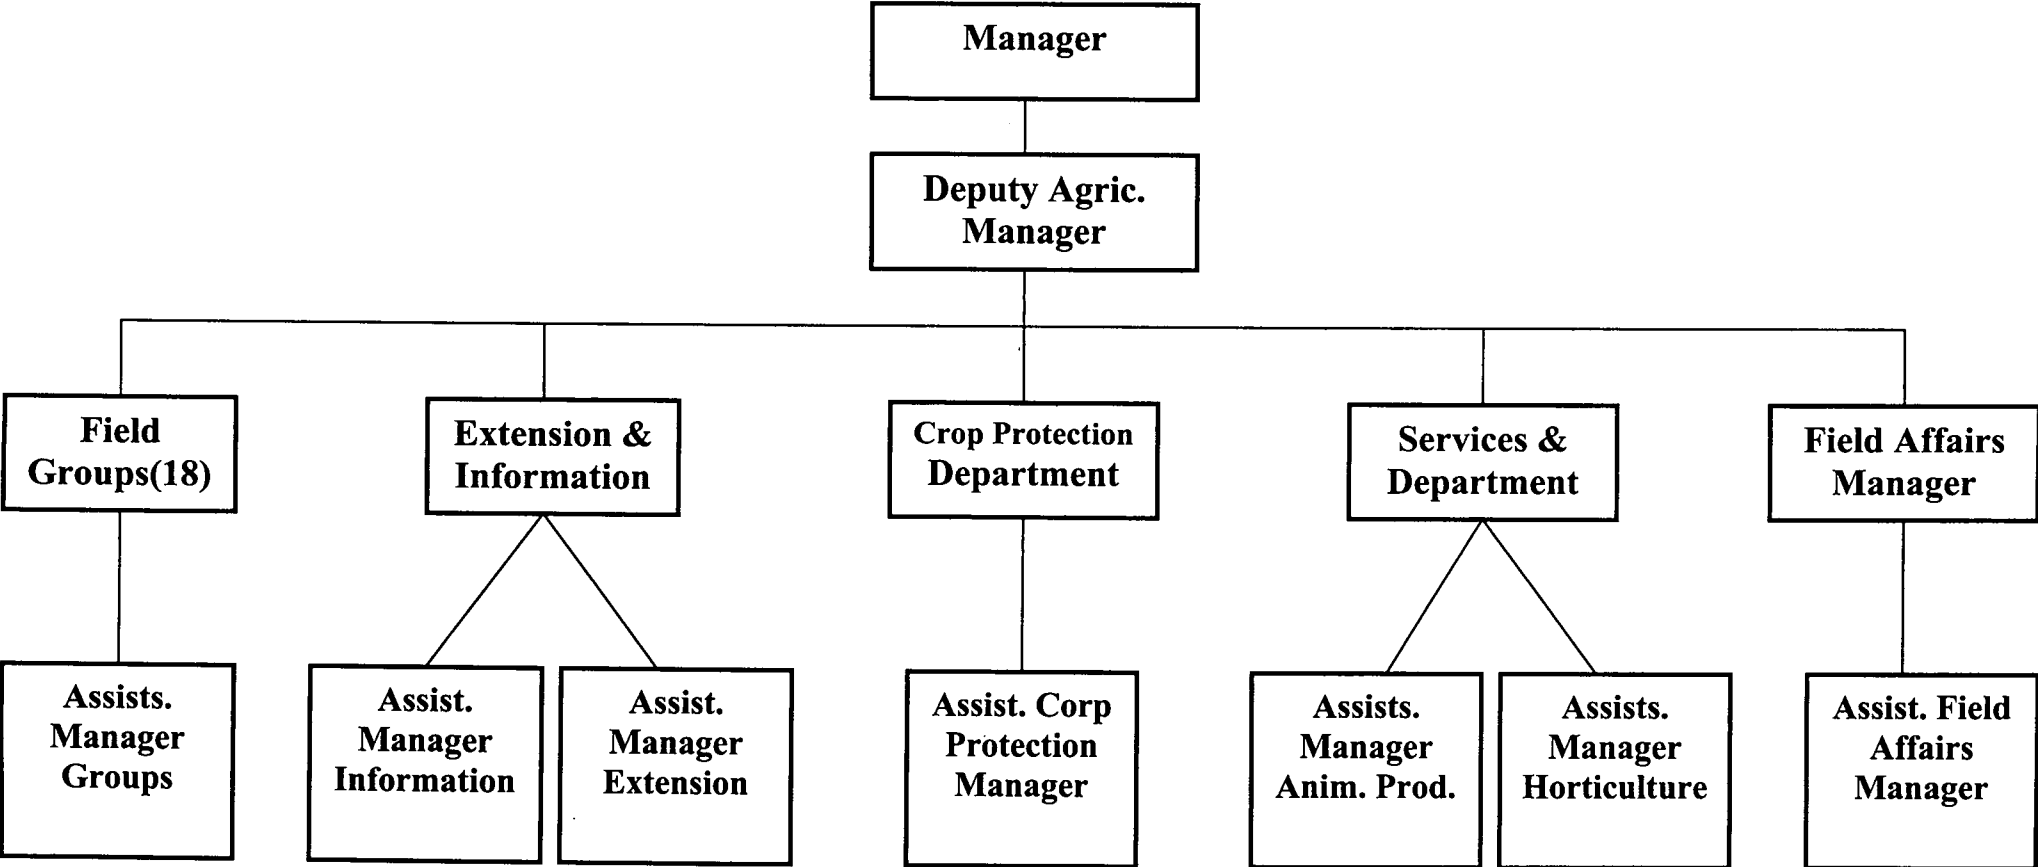 Manager
Deputy Agric.
Manager
Field
Groups(18)
Extension &
Information
Crop Protection
Department
Services &
Department
Field Affairs
Manager
Assists.
Manager
Groups
Assist.
Manager
Information
Assist.
Manager
Extension
Assist. Corp
Protection
Manager
Assists.
Manager
Anim. Prod.
Assists.
Manager
Horticulture
Assist. Field
Affairs
Manager